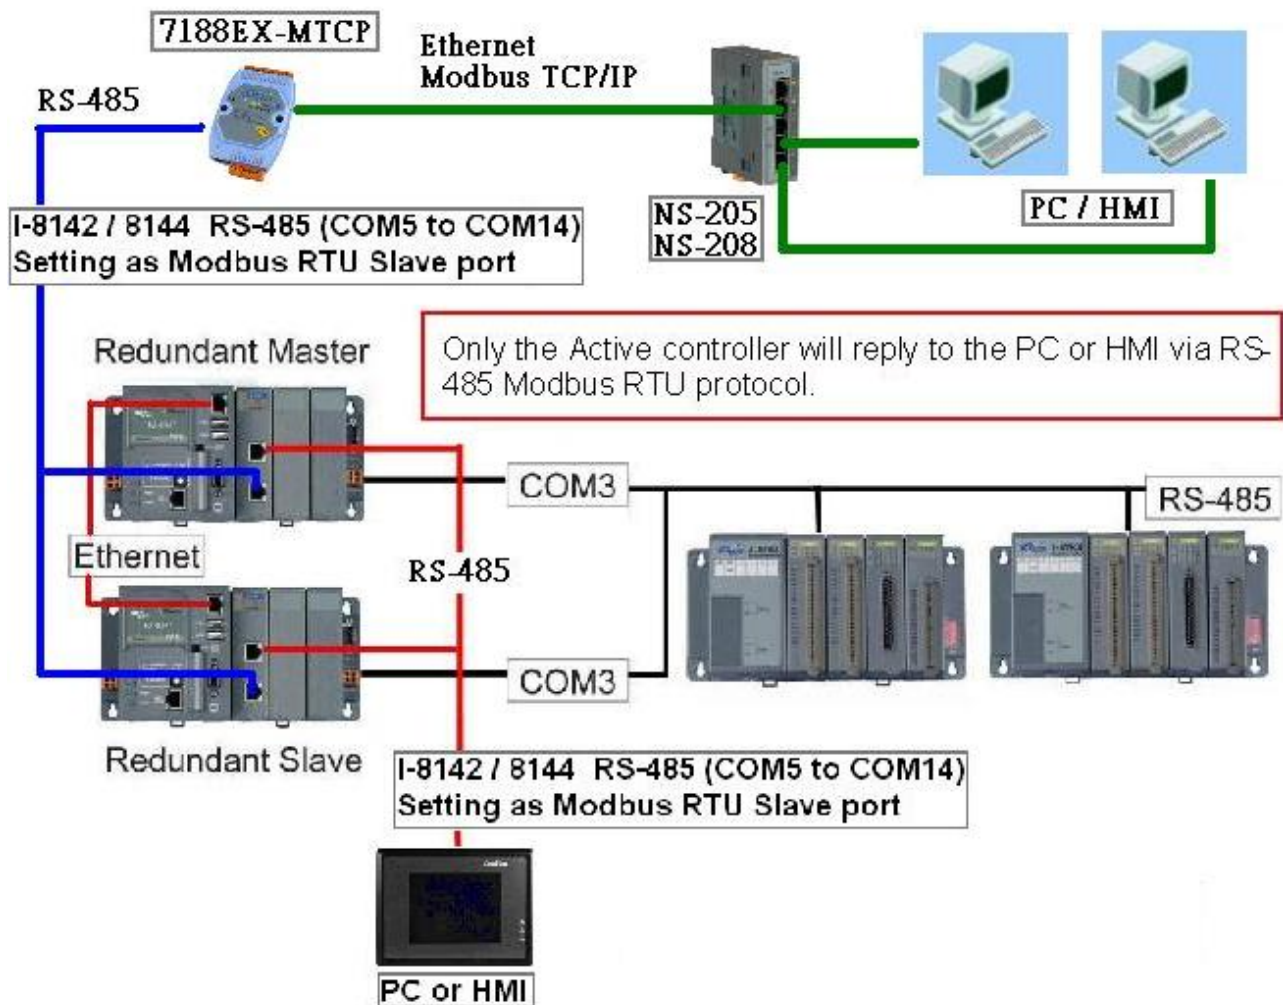 7188EX-MTCP
Ethernet
Modbus TCP/IP
RS-485
PC / HMI
NS-205
NS-208
I-8142 / 8144 RS-485 (COM5 to COM14)
Setting as Modbus RTU Slave port
Only the Active controller will reply to the PC or HMI via RS-
485 Modbus RTU protocol.
Redundant Master
COM3
RS-485
Ethernet
RS-485
COM3
Redundant Slave
I-8142 / 8144 RS-485 (COM5 to COM14)
Setting as Modbus RTU Slave port
PC or HMI